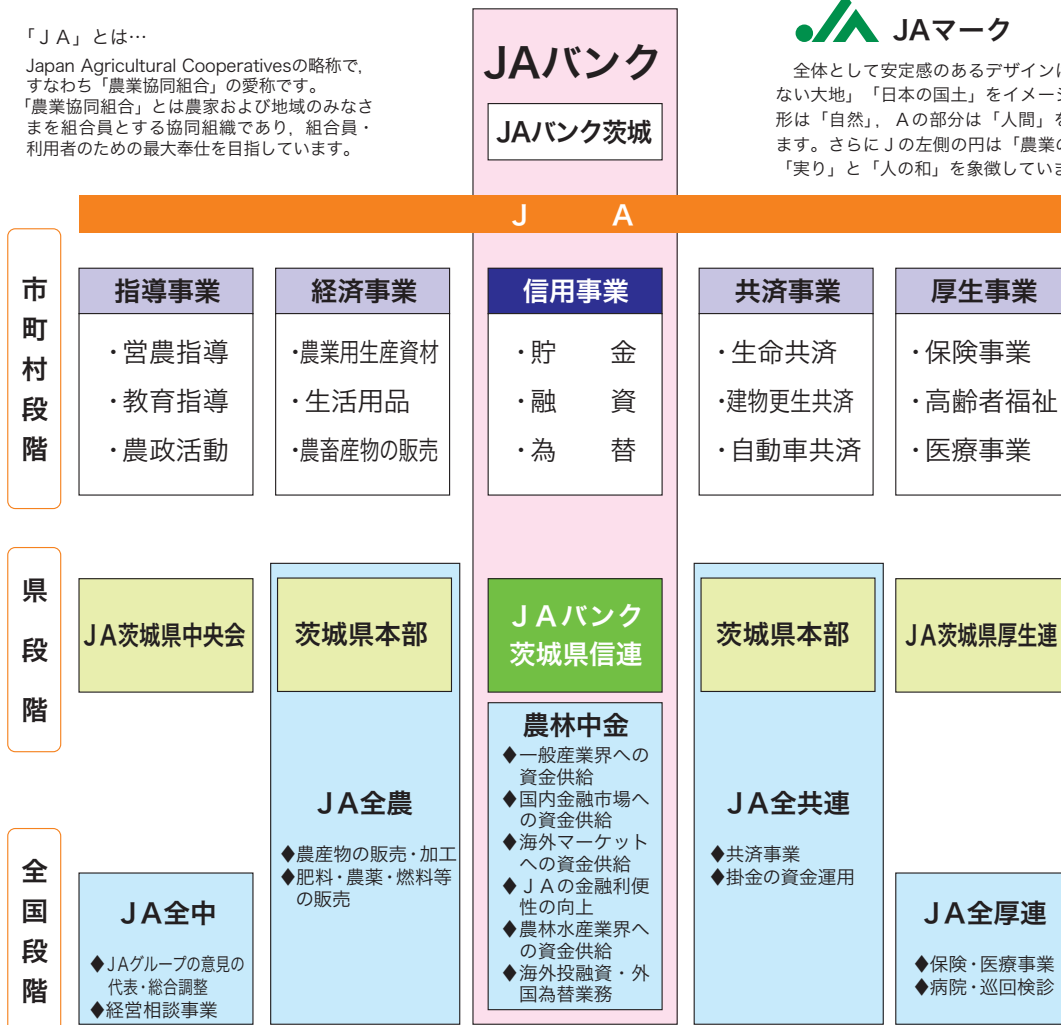 「ＪＡ」とは…
Japan Agricultural Cooperativesの略称で，
すなわち「農業協同組合」の愛称です。
「農業協同組合」とは農家および地域のみなさ
まを組合員とする協同組織であり，組合員・
利用者のための最大奉仕を目指しています。
JAバンク
JAバンク茨城
JAマーク
全体として安定感のあるデザインに
ない大地」「日本の国土」をイメージ
形は「自然」，Ａの部分は「人間」を
ます。さらにＪの左側の円は「農業の
「実り」と「人の和」を象徴していま
Ｊ Ａ
市町村段階
指導事業
・営農指導
・教育指導
・農政活動
経済事業
・農業用生産資材
・生活用品
・農畜産物の販売
信用事業
・貯 金
・融 資
・為 替
共済事業
・生命共済
・建物更生共済
・自動車共済
厚生事業
・保険事業
・高齢者福祉
・医療事業
県段階
ＪＡ茨城県中央会
茨城県本部
ＪＡバンク
茨城県信連
茨城県本部
ＪＡ茨城県厚生連
全国段階
ＪＡ全中
◆ＪＡグループの意見の
代表・総合調整
◆経営相談事業
ＪＡ全農
◆農産物の販売・加工
◆肥料・農薬・燃料等
の販売
農林中金
◆一般産業界への
資金供給
◆国内金融市場へ
の資金供給
◆海外マーケット
への資金供給
◆ＪＡの金融利便
性の向上
◆農林水産業界へ
の資金供給
◆海外投融資・外
国為替業務
ＪＡ全共連
◆共済事業
◆掛金の資金運用
ＪＡ全厚連
◆保険・医療事業
◆病院・巡回検診